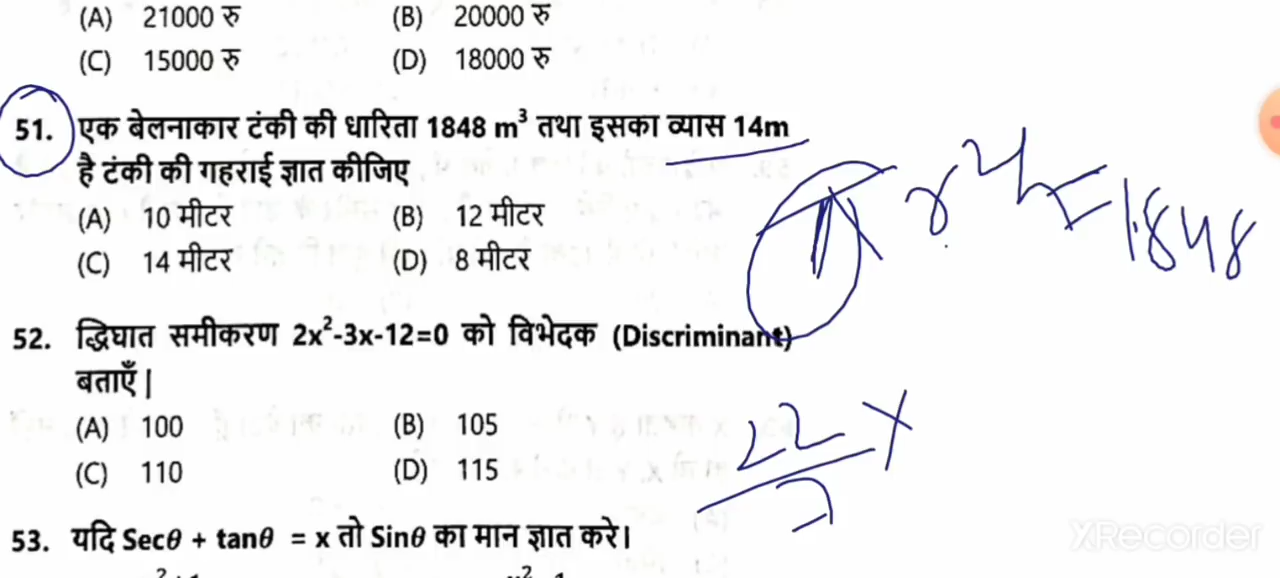 (A) 21000 रु (B) 20000 रु
(C) 15000 रु (D) 18000 रु
51. एक बेलनाकार टंकी की धारिता 1848 m³ तथा इसका व्यास 14m
है टंकी की गहराई ज्ञात कीजिए
(A) 10 मीटर (B) 12 मीटर
(C) 14 मीटर (D) 8 मीटर
π r²h = 1848
52. द्धिघात समीकरण 2x²-3x-12=0 को विभेदक (Discriminant)
बताएँ |
(A) 100 (B) 105
(C) 110 (D) 115
22 ×
7
53. यदि Secθ + tanθ = x तो Sinθ का मान ज्ञात करे।
XRecorder